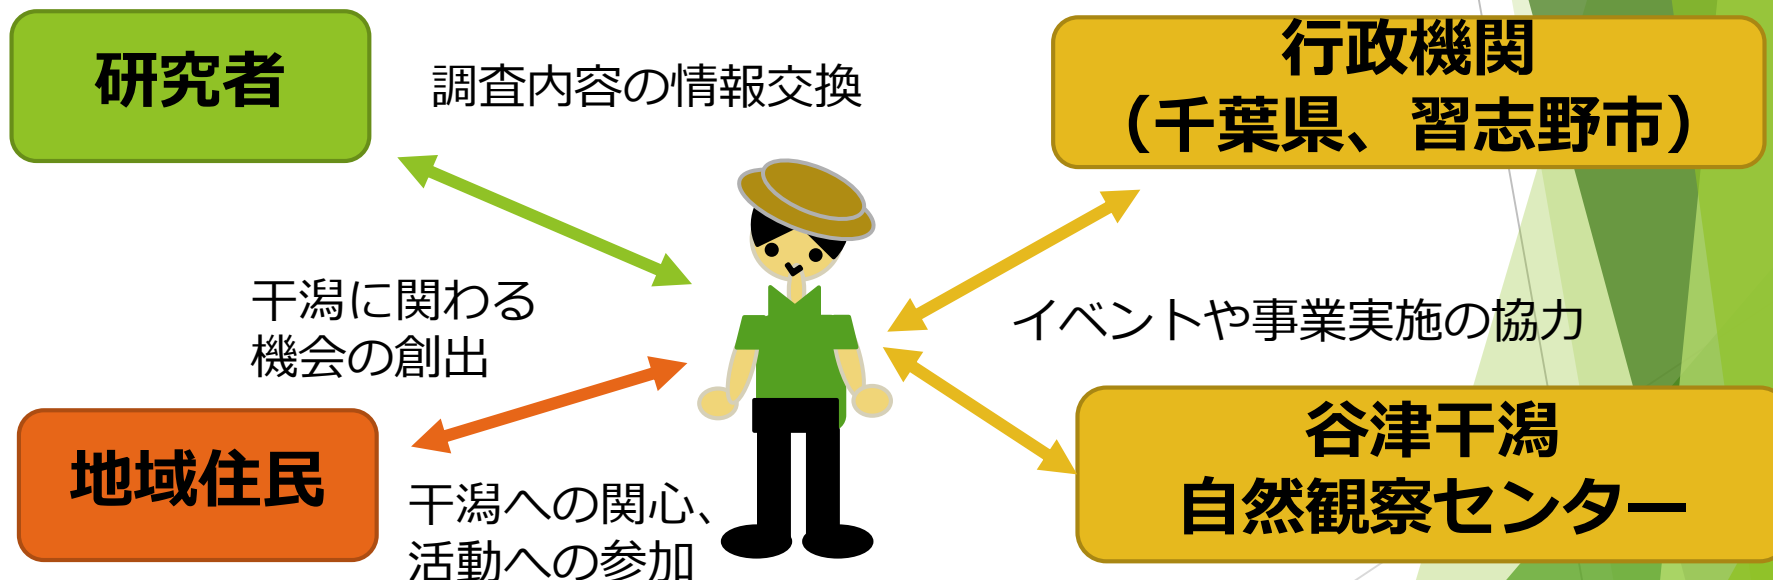 研究者
調査内容の情報交換
行政機関
（千葉県、習志野市）
干潟に関わる
機会の創出
イベントや事業実施の協力
地域住民
干潟への関心、
活動への参加
谷津干潟
自然観察センター